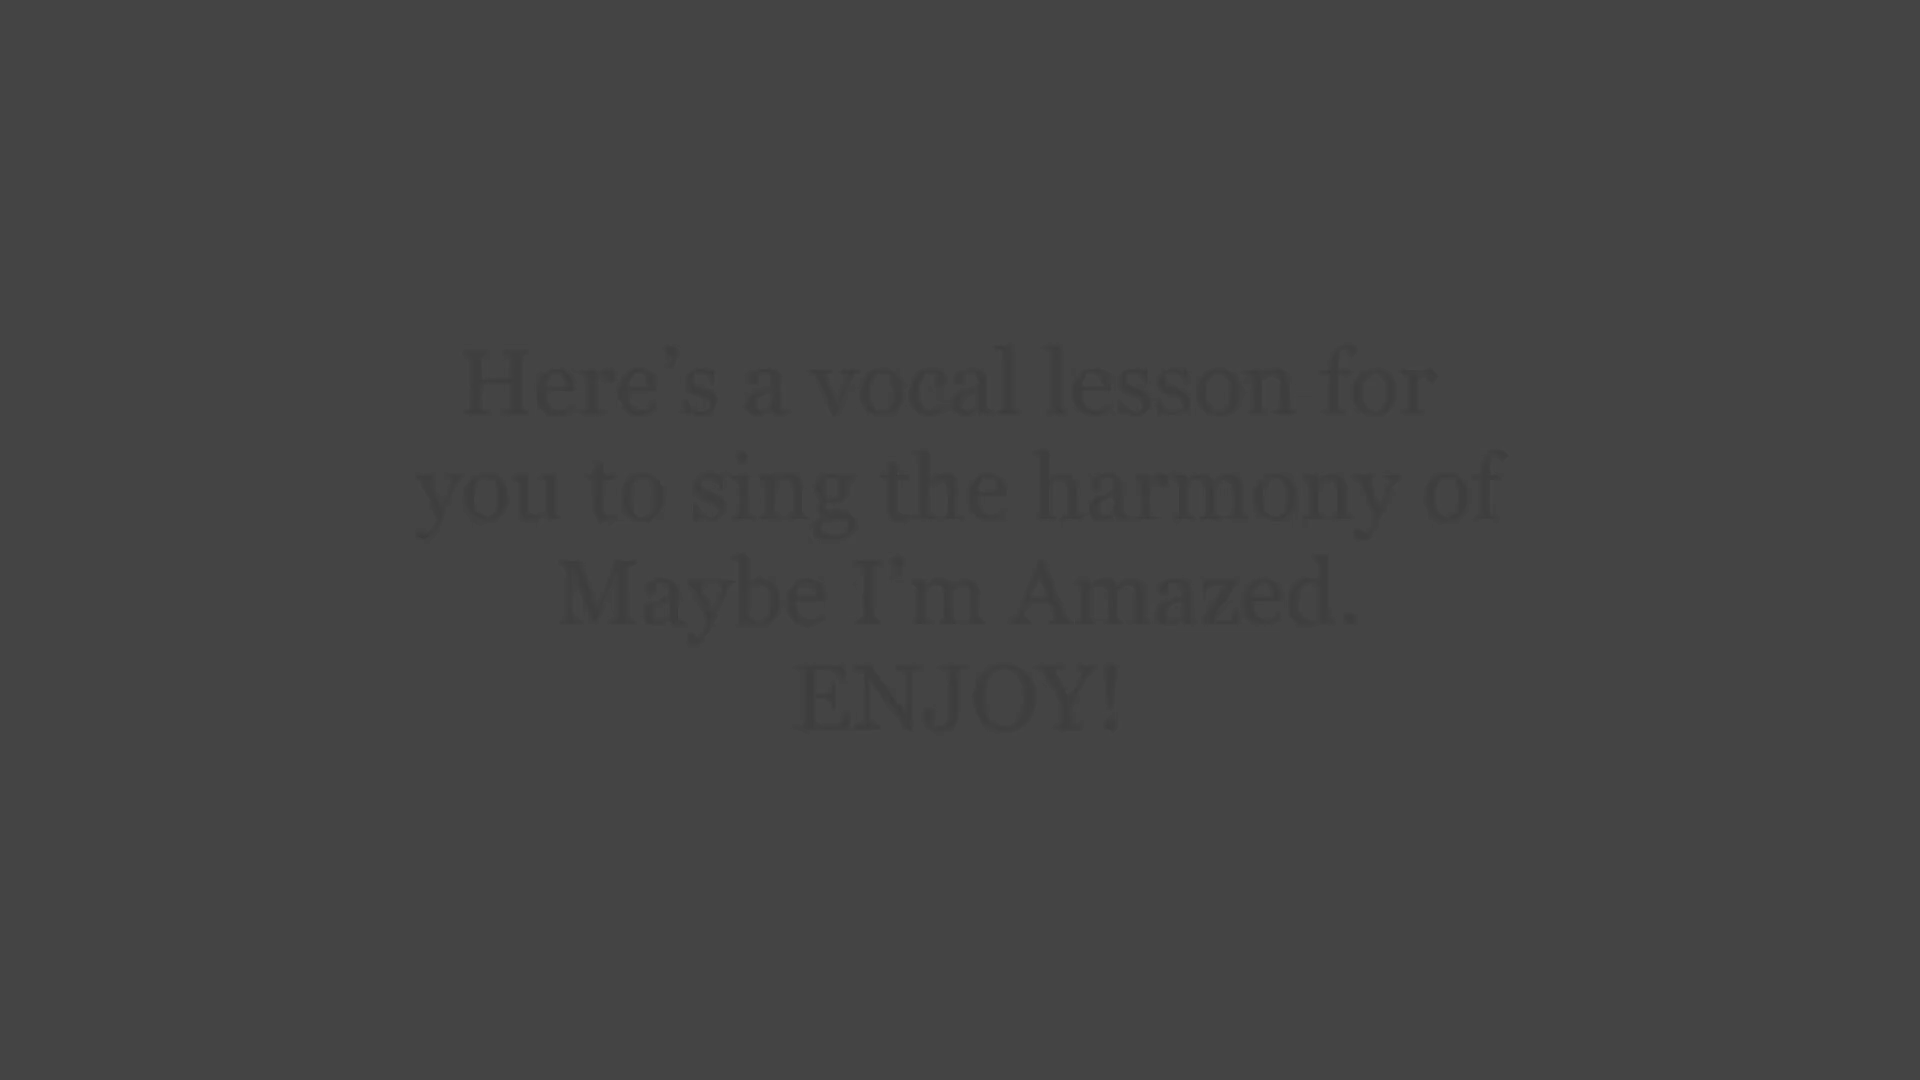 Here's a vocal lesson for
you to sing the harmony of
Maybe I'm Amazed.
ENJOY!